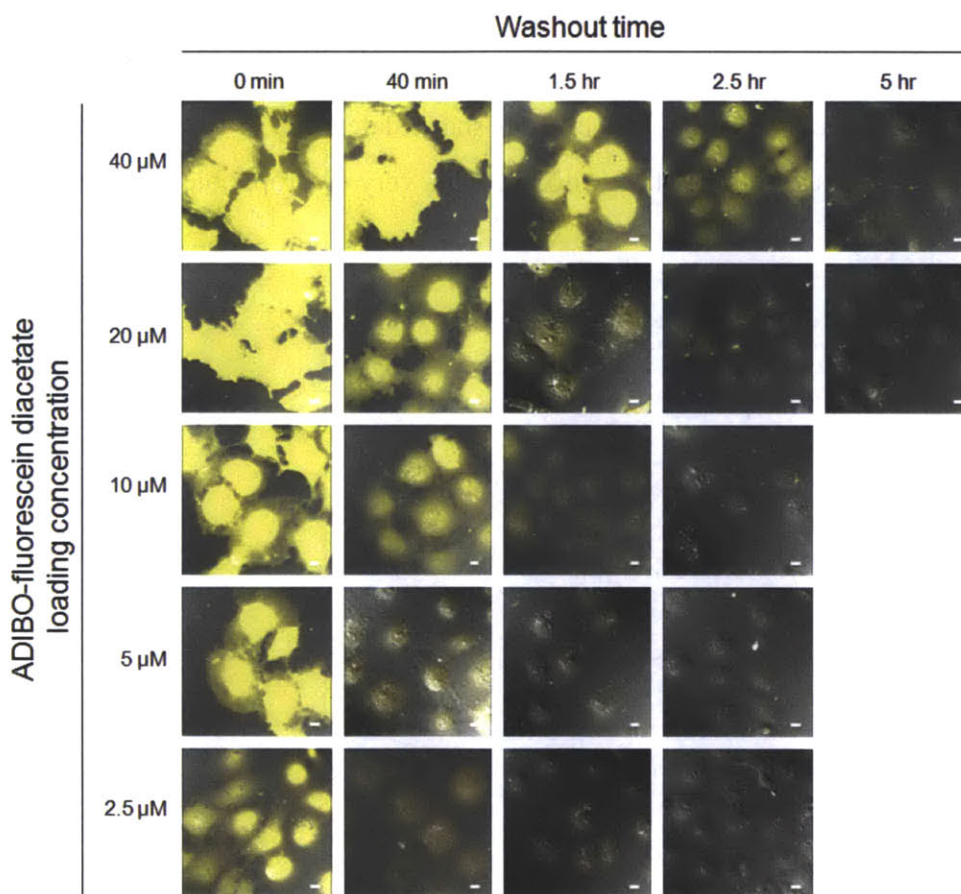 Washout time
0 min 40 min 1.5 hr 2.5 hr 5 hr
ADIBO-fluorescein diacetate
loading concentration
40 µM
20 µM
10 µM
5 µM
2.5 µM